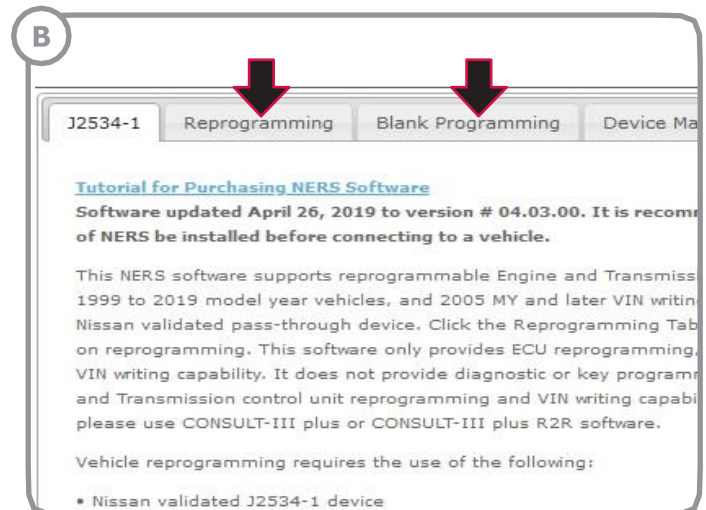 B
J2534-1 Reprogramming Blank Programming Device Ma
Tutorial for Purchasing NERS Software
Software updated April 26, 2019 to version # 04.03.00. It is recomm
of NERS be installed before connecting to a vehicle.
This NERS software supports reprogrammable Engine and Transmiss
1999 to 2019 model year vehicles, and 2005 MY and later VIN writin
Nissan validated pass-through device. Click the Reprogramming Tab
on reprogramming. This software only provides ECU reprogramming,
VIN writing capability. It does not provide diagnostic or key programm
and Transmission control unit reprogramming and VIN writing capabi
please use CONSULT-III plus or CONSULT-III plus R2R software.
Vehicle reprogramming requires the use of the following:
• Nissan validated J2534-1 device